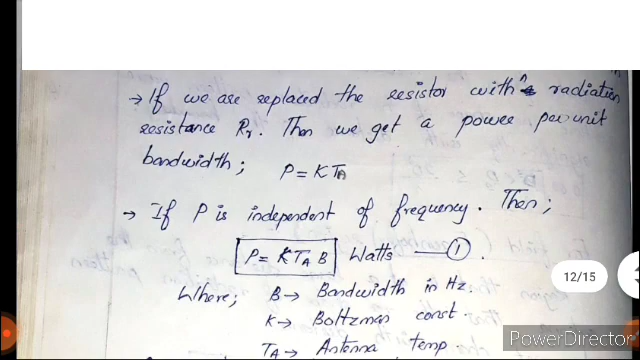 → If we are replaced the resistor with radiation
resistance Rr. Then we get a power per unit
bandwidth; P = KTA
→ If P is independent of frequency. Then;
P = KTA B Watts — ①.
Where; B → Bandwidth in Hz.
K → Boltzman const
TA → Antenna temp
12/15
PowerDirector